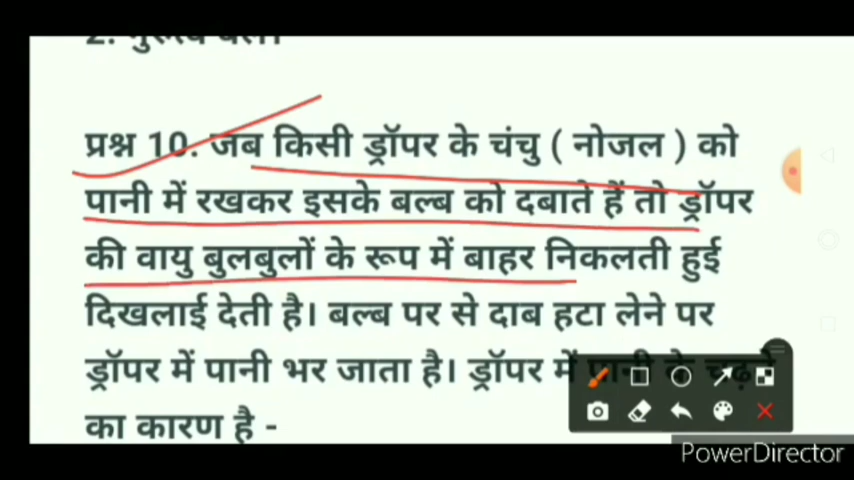 प्रश्न 10. जब किसी ड्रॉपर के चंचु ( नोजल ) को
पानी में रखकर इसके बल्ब को दबाते हैं तो ड्रॉपर
की वायु बुलबुलों के रूप में बाहर निकलती हुई
दिखलाई देती है। बल्ब पर से दाब हटा लेने पर
ड्रॉपर में पानी भर जाता है। ड्रॉपर में पानी के चढ़ने
का कारण है -
PowerDirector